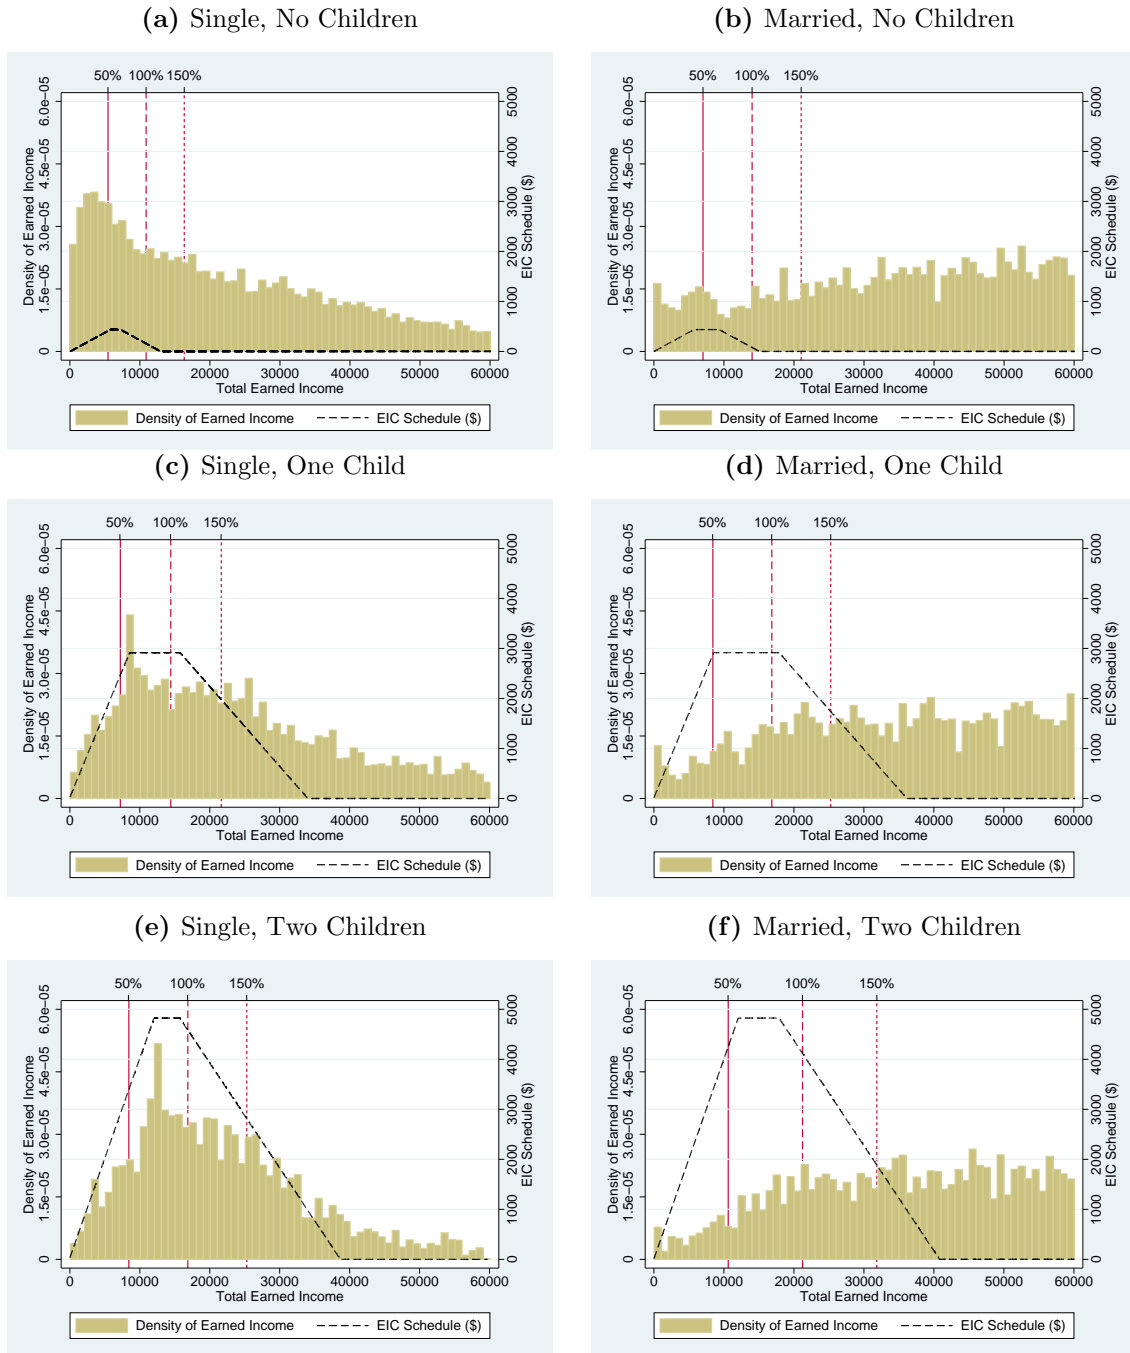 (a) Single, No Children
50% 100% 150%
Density of Earned Income
0 1.5e−05 3.0e−05 4.5e−05 6.0e−05
EIC Schedule ($)
0 1000 2000 3000 4000 5000
0 10000 20000 30000 40000 50000 60000
Total Earned Income
Density of Earned Income EIC Schedule ($)
(b) Married, No Children
50% 100% 150%
Density of Earned Income
0 1.5e−05 3.0e−05 4.5e−05 6.0e−05
EIC Schedule ($)
0 1000 2000 3000 4000 5000
0 10000 20000 30000 40000 50000 60000
Total Earned Income
Density of Earned Income EIC Schedule ($)
(c) Single, One Child
50% 100% 150%
Density of Earned Income
0 1.5e−05 3.0e−05 4.5e−05 6.0e−05
EIC Schedule ($)
0 1000 2000 3000 4000 5000
0 10000 20000 30000 40000 50000 60000
Total Earned Income
Density of Earned Income EIC Schedule ($)
(d) Married, One Child
50% 100% 150%
Density of Earned Income
0 1.5e−05 3.0e−05 4.5e−05 6.0e−05
EIC Schedule ($)
0 1000 2000 3000 4000 5000
0 10000 20000 30000 40000 50000 60000
Total Earned Income
Density of Earned Income EIC Schedule ($)
(e) Single, Two Children
50% 100% 150%
Density of Earned Income
0 1.5e−05 3.0e−05 4.5e−05 6.0e−05
EIC Schedule ($)
0 1000 2000 3000 4000 5000
0 10000 20000 30000 40000 50000 60000
Total Earned Income
Density of Earned Income EIC Schedule ($)
(f) Married, Two Children
50% 100% 150%
Density of Earned Income
0 1.5e−05 3.0e−05 4.5e−05 6.0e−05
EIC Schedule ($)
0 1000 2000 3000 4000 5000
0 10000 20000 30000 40000 50000 60000
Total Earned Income
Density of Earned Income EIC Schedule ($)